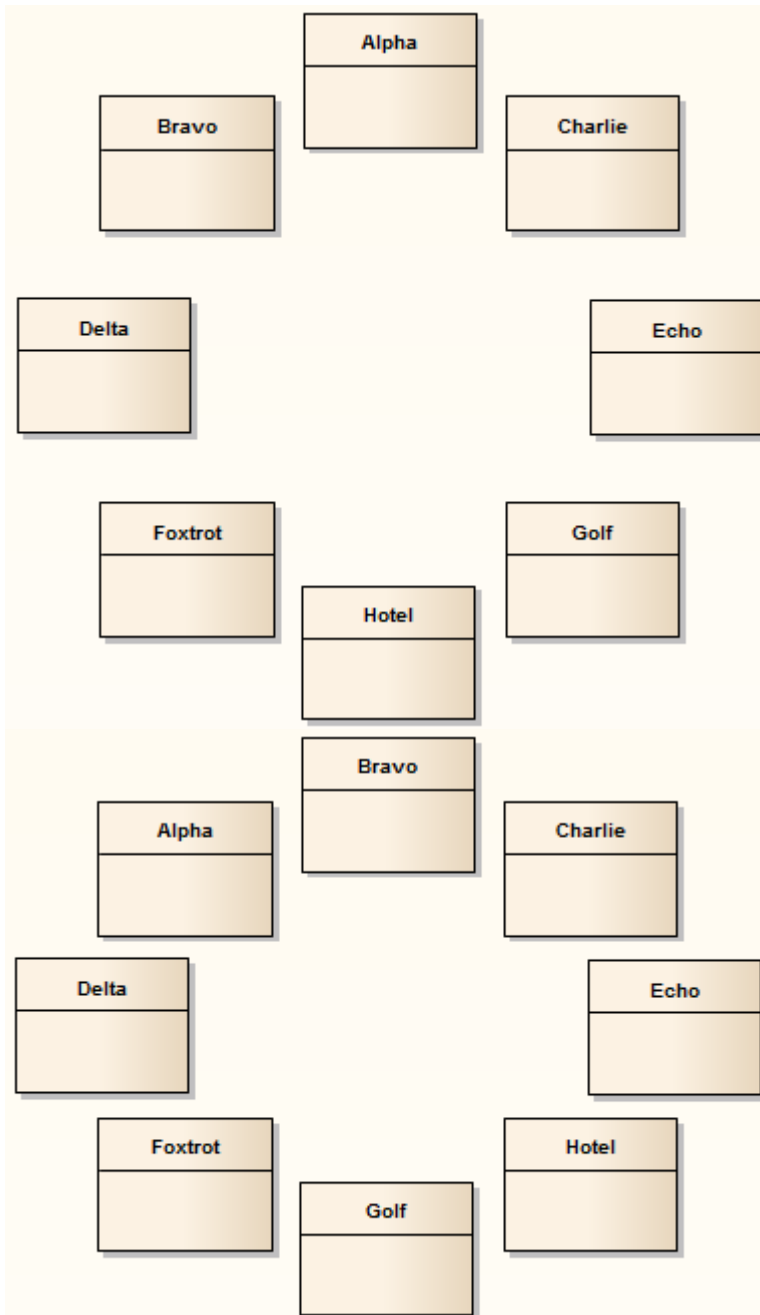 Alpha
Bravo
Charlie
Delta
Echo
Foxtrot
Golf
Hotel
Bravo
Alpha
Charlie
Delta
Echo
Foxtrot
Hotel
Golf